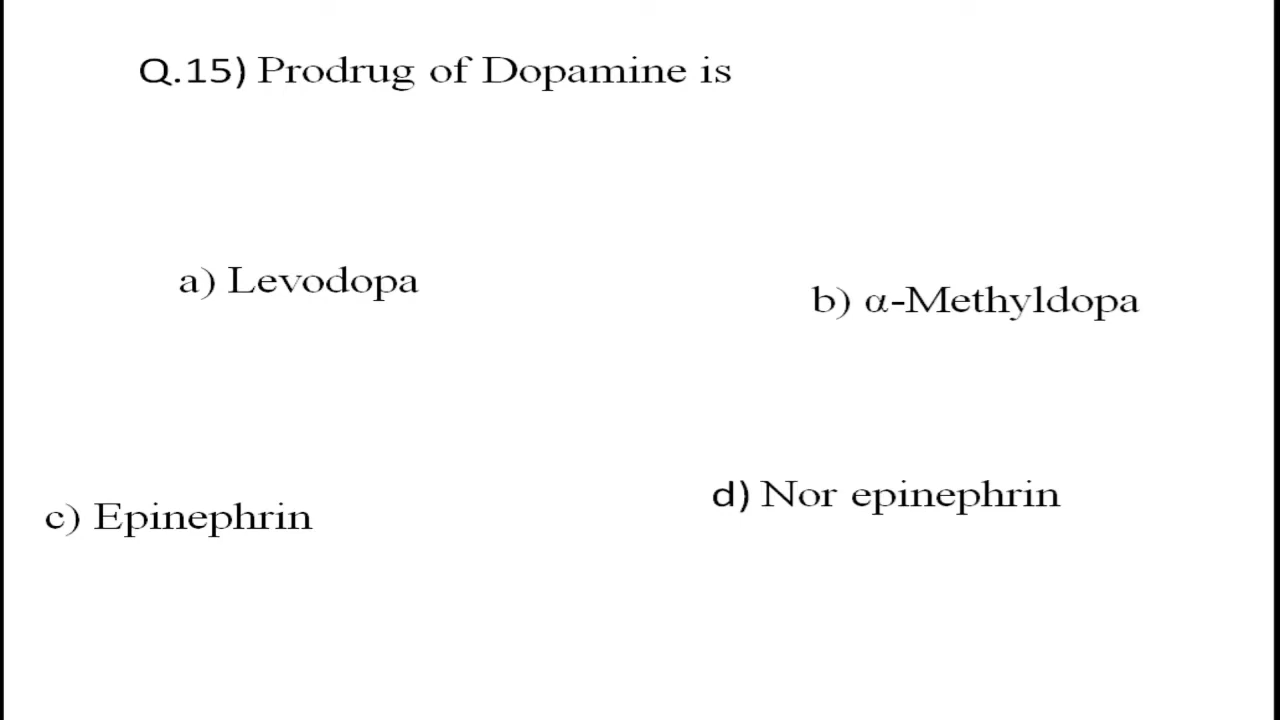 Q.15) Prodrug of Dopamine is
a) Levodopa
b) α-Methyldopa
c) Epinephrin
d) Nor epinephrin